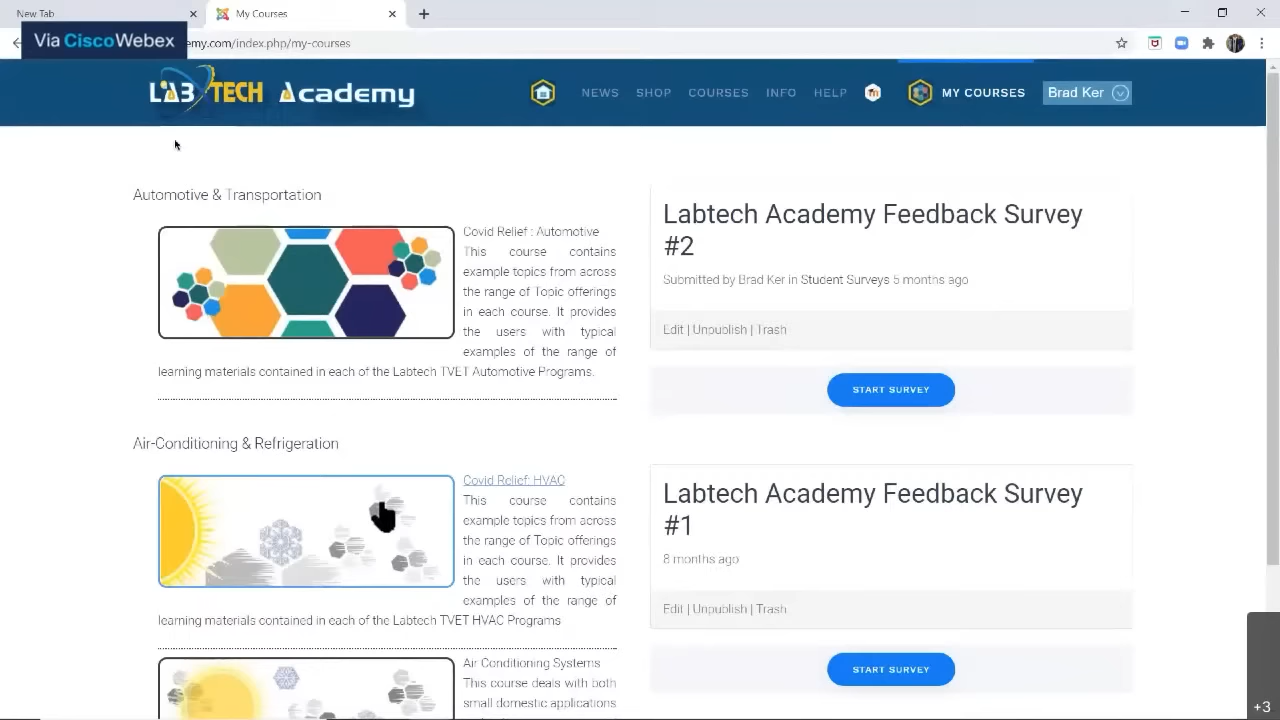 New Tab
My Courses
Via CiscoWebex
emy.com/index.php/my-courses
LAB TECH Academy
NEWS
SHOP
COURSES
INFO
HELP
MY COURSES
Brad Ker
Automotive & Transportation
Covid Relief : Automotive
This course contains
example topics from across
the range of Topic offerings
in each course. It provides
the users with typical
examples of the range of
learning materials contained in each of the Labtech TVET Automotive Programs.
Air-Conditioning & Refrigeration
Covid Relief: HVAC
This course contains
example topics from across
the range of Topic offerings
in each course. It provides
the users with typical
examples of the range of
learning materials contained in each of the Labtech TVET HVAC Programs
Air Conditioning Systems
This course deals with both
small domestic applications
Labtech Academy Feedback Survey
#2
Submitted by Brad Ker in Student Surveys 5 months ago
Edit | Unpublish | Trash
START SURVEY
Labtech Academy Feedback Survey
#1
8 months ago
Edit | Unpublish | Trash
START SURVEY
+3